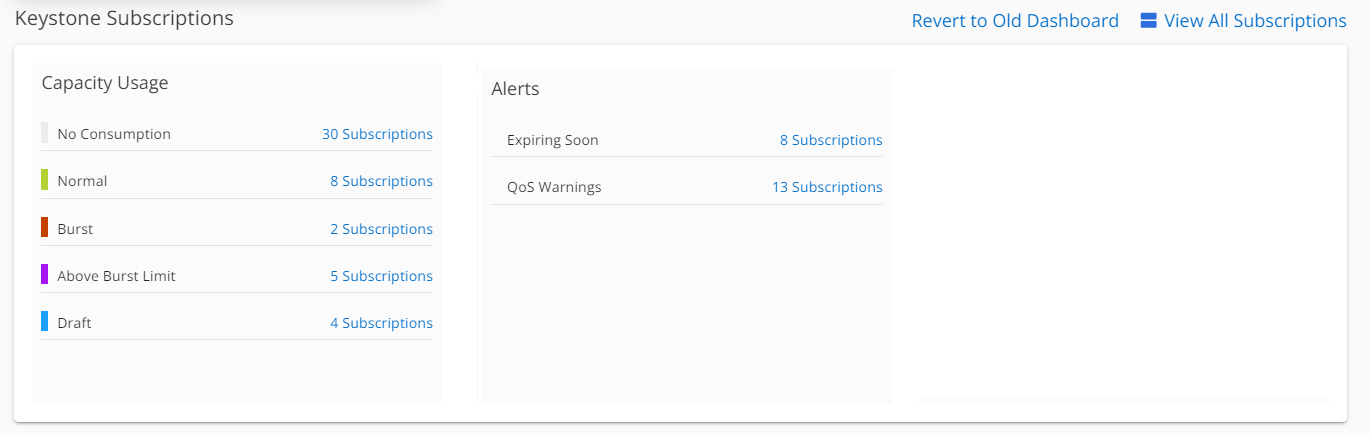 Keystone Subscriptions
Revert to Old Dashboard View All Subscriptions
Capacity Usage
No Consumption 30 Subscriptions
Normal 8 Subscriptions
Burst 2 Subscriptions
Above Burst Limit 5 Subscriptions
Draft 4 Subscriptions
Alerts
Expiring Soon 8 Subscriptions
QoS Warnings 13 Subscriptions